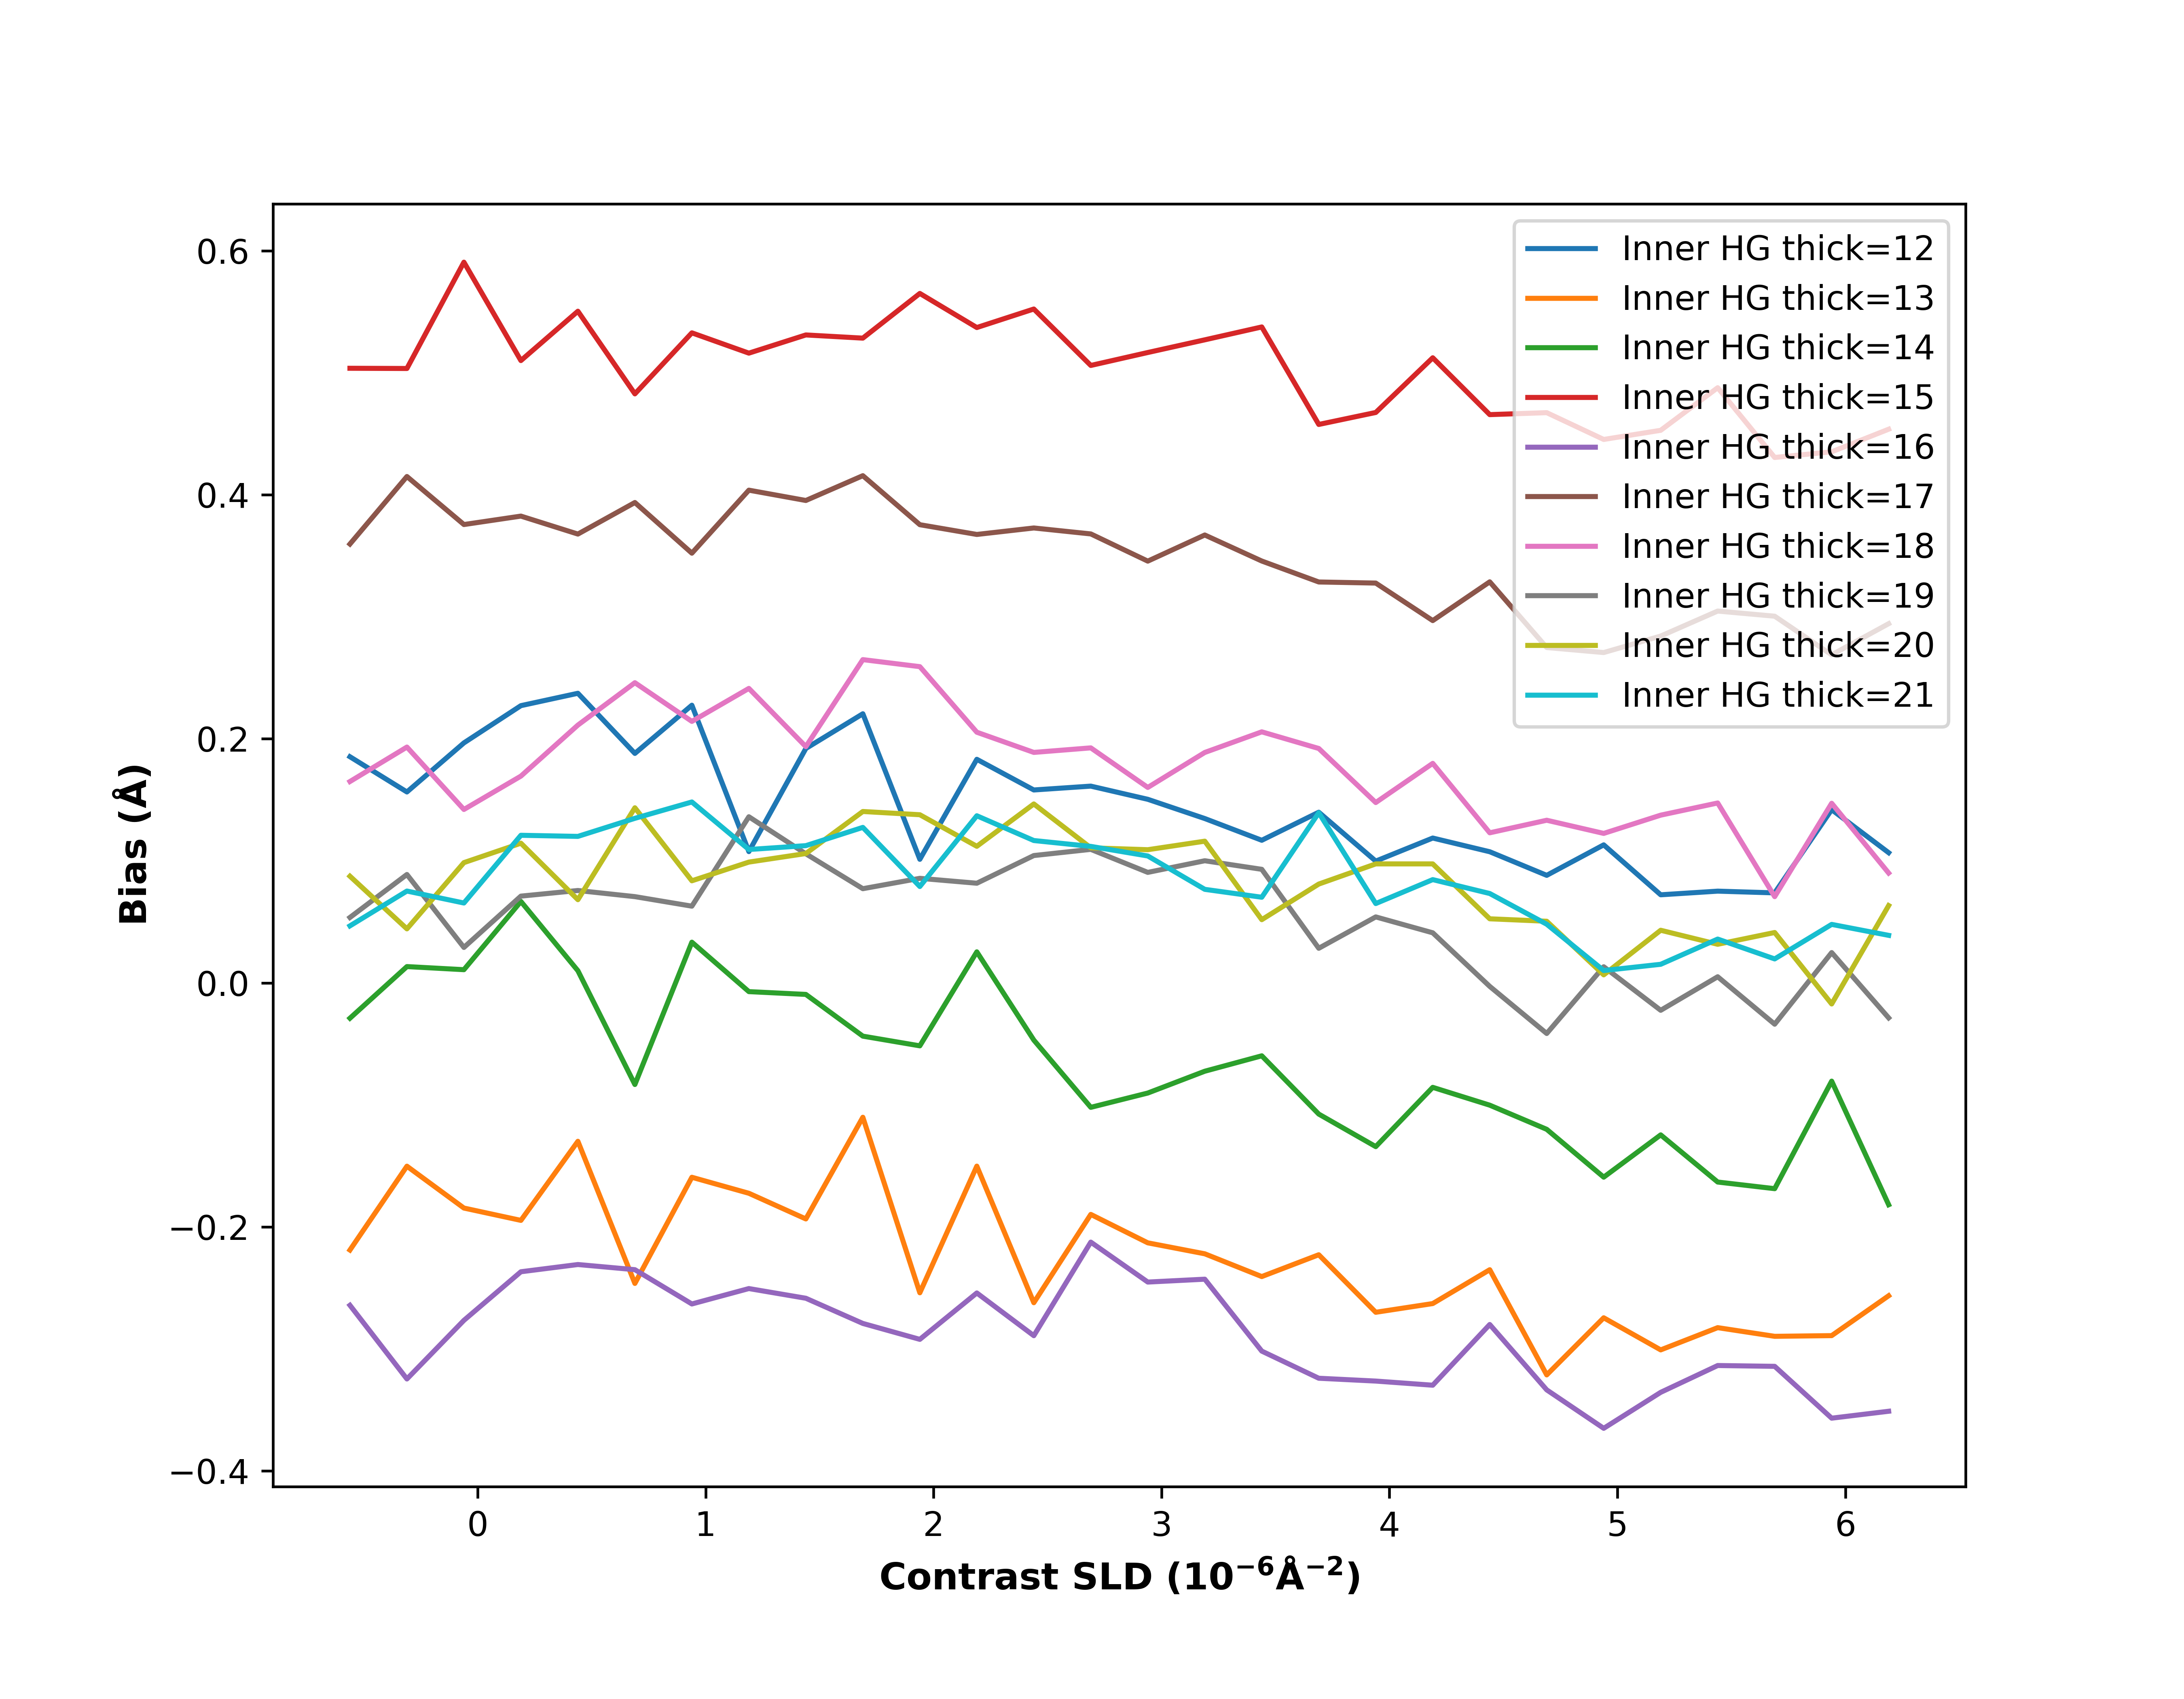 0.6
0.4
0.2
0.0
−0.2
−0.4
Bias (Å)
0 1 2 3 4 5 6
Contrast SLD (10⁻⁶Å⁻²)
Inner HG thick=12
Inner HG thick=13
Inner HG thick=14
Inner HG thick=15
Inner HG thick=16
Inner HG thick=17
Inner HG thick=18
Inner HG thick=19
Inner HG thick=20
Inner HG thick=21